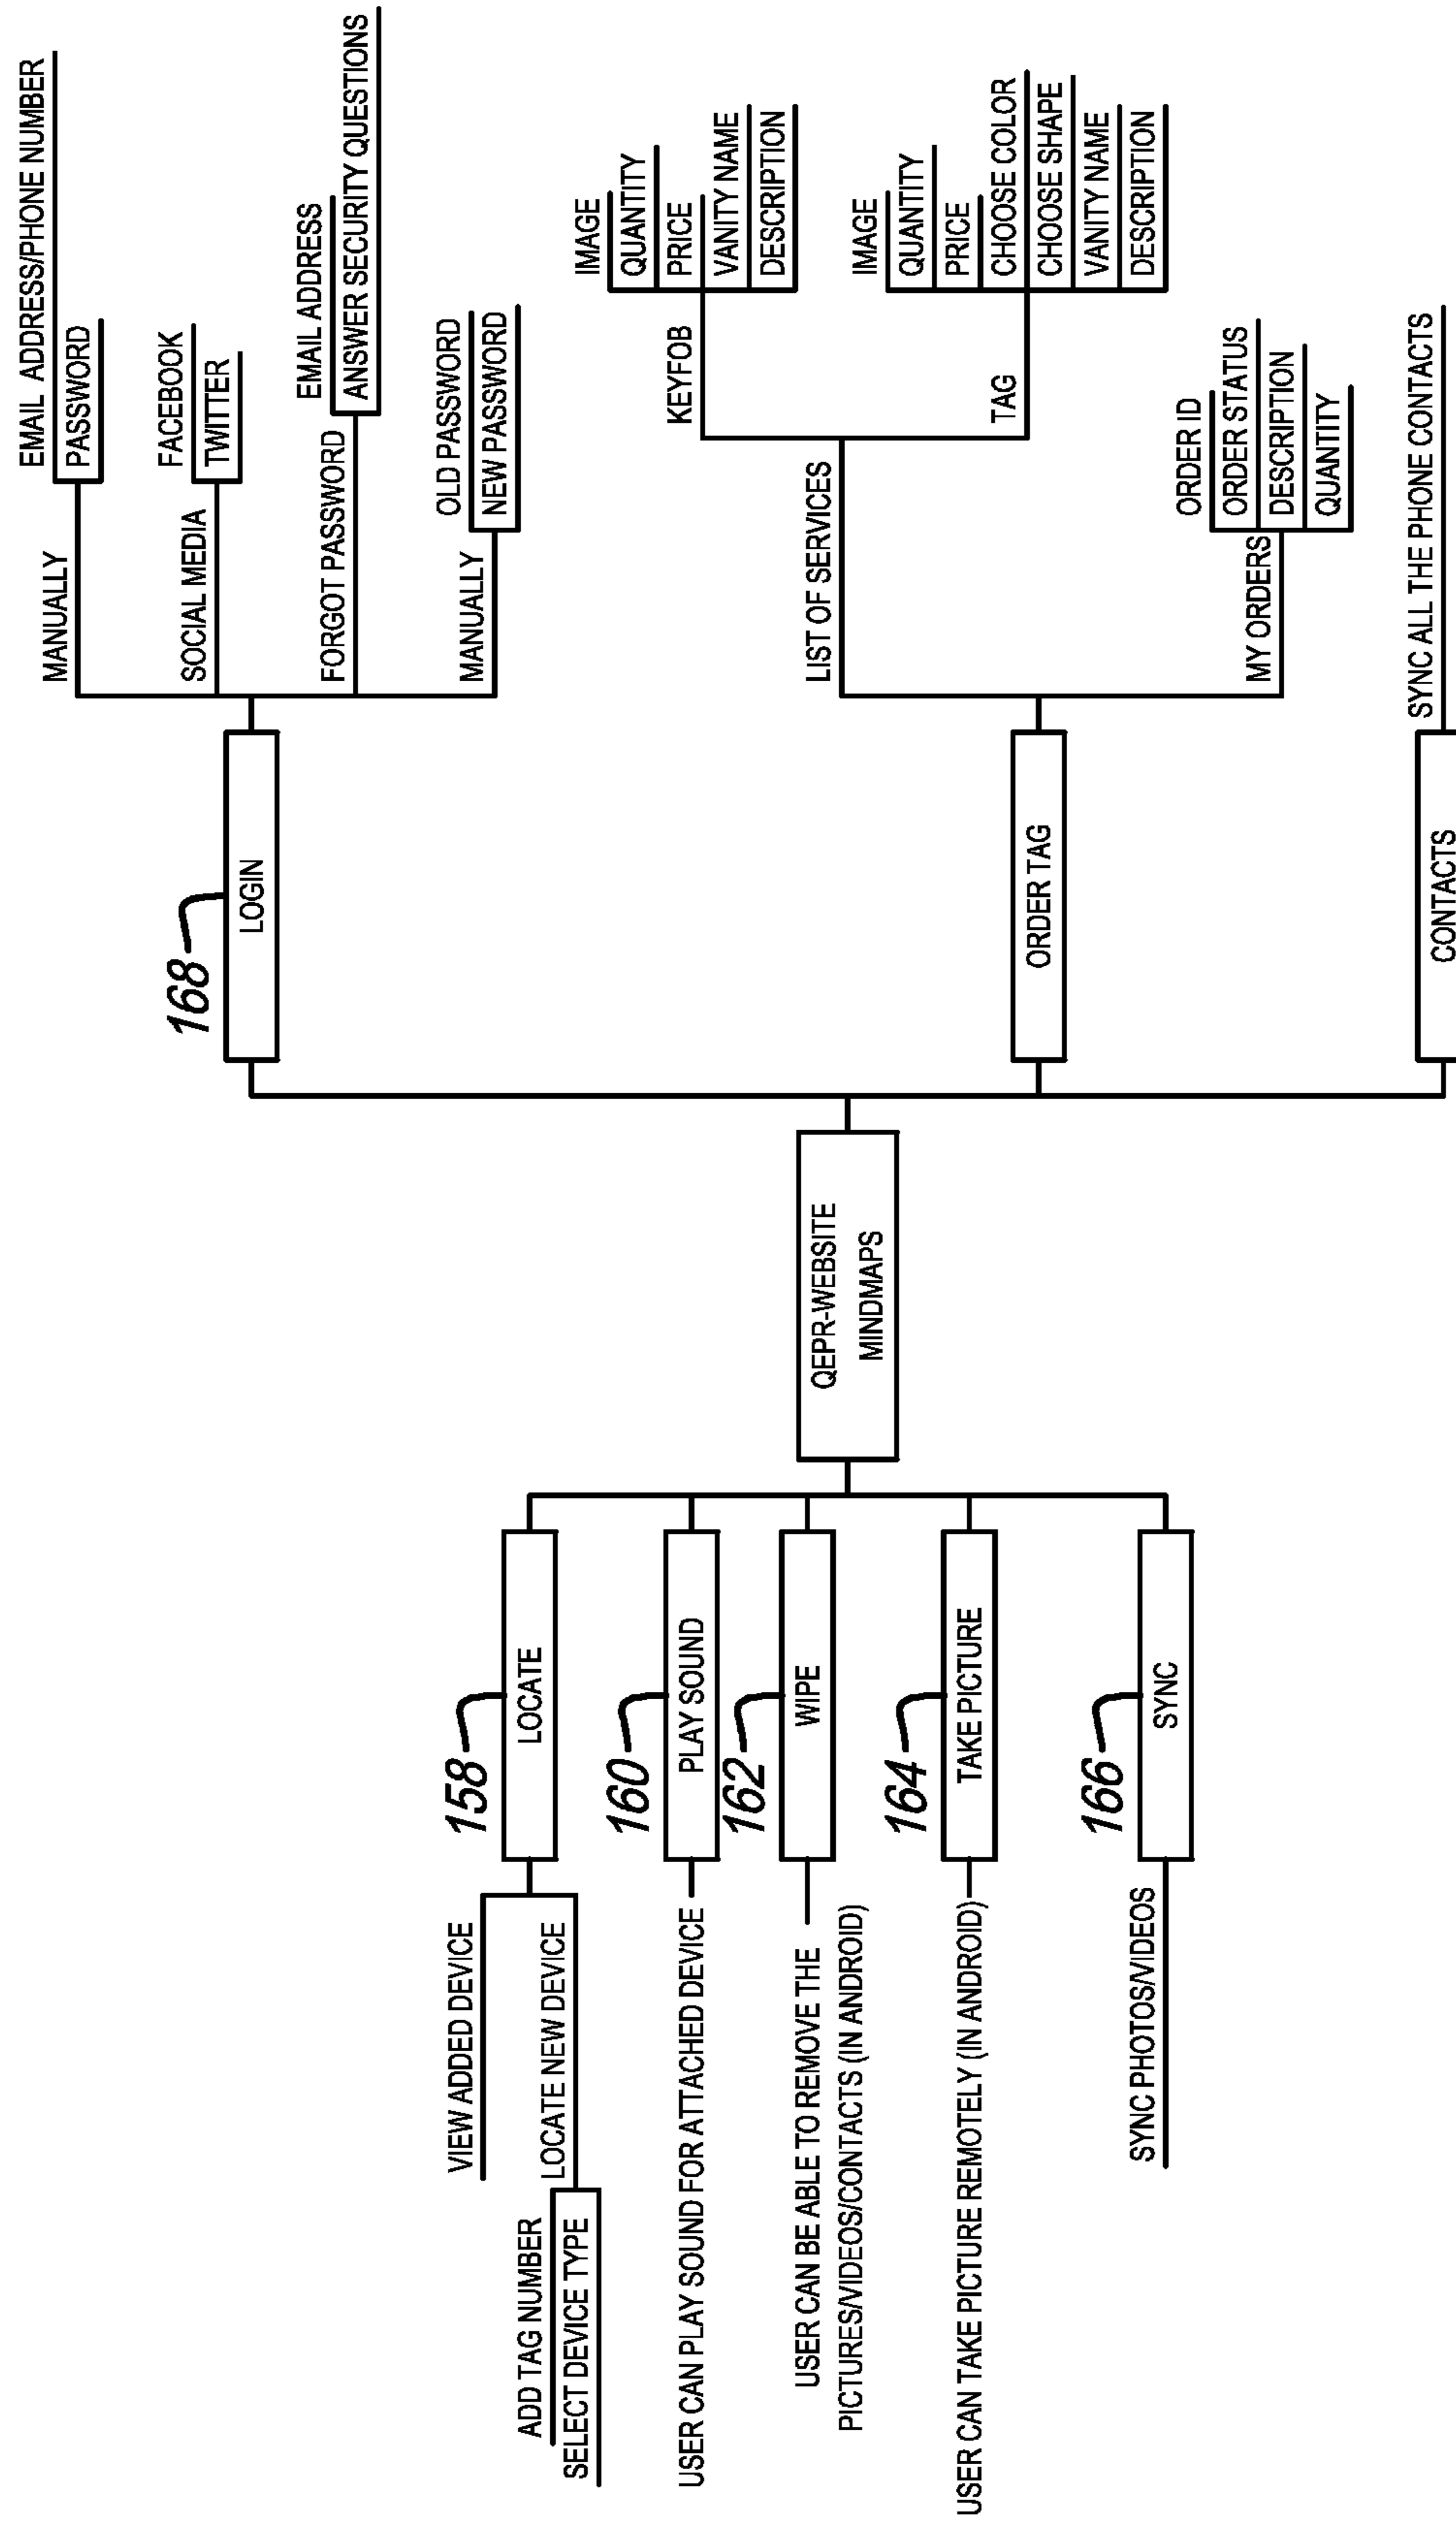 VIEW ADDED DEVICE
LOCATE NEW DEVICE
ADD TAG NUMBER
SELECT DEVICE TYPE
158
LOCATE
USER CAN PLAY SOUND FOR ATTACHED DEVICE
160
PLAY SOUND
USER CAN BE ABLE TO REMOVE THE
PICTURES/VIDEOS/CONTACTS (IN ANDROID)
162
WIPE
USER CAN TAKE PICTURE REMOTELY (IN ANDROID)
164
TAKE PICTURE
SYNC PHOTOS/VIDEOS
166
SYNC
QEPR-WEBSITE
MINDMAPS
168
LOGIN
MANUALLY
EMAIL ADDRESS/PHONE NUMBER
PASSWORD
SOCIAL MEDIA
FACEBOOK
TWITTER
FORGOT PASSWORD
EMAIL ADDRESS
ANSWER SECURITY QUESTIONS
MANUALLY
OLD PASSWORD
NEW PASSWORD
ORDER TAG
LIST OF SERVICES
KEYFOB
IMAGE
QUANTITY
PRICE
VANITY NAME
DESCRIPTION
TAG
IMAGE
QUANTITY
PRICE
CHOOSE COLOR
CHOOSE SHAPE
VANITY NAME
DESCRIPTION
MY ORDERS
ORDER ID
ORDER STATUS
DESCRIPTION
QUANTITY
CONTACTS
SYNC ALL THE PHONE CONTACTS